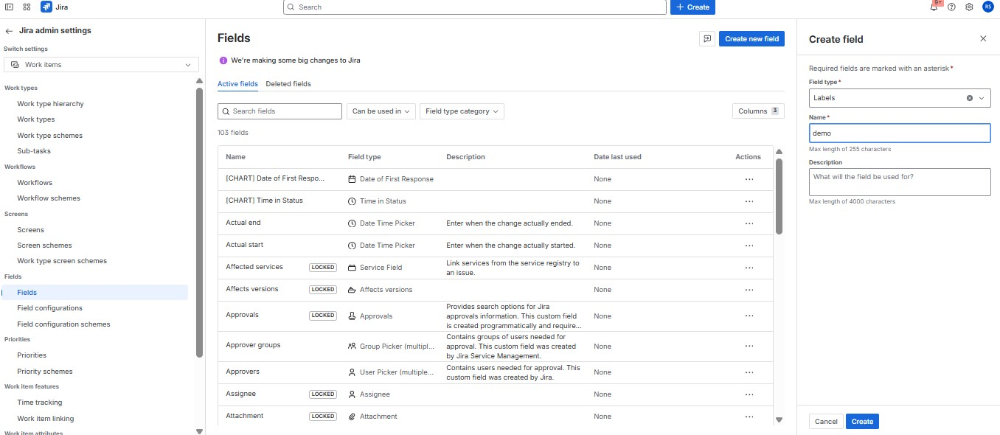 Jira
Search
+ Create
9+
RS
Jira admin settings
Switch settings
Work items
Work types
Work type hierarchy
Work types
Work type schemes
Sub-tasks
Workflows
Workflows
Workflow schemes
Screens
Screens
Screen schemes
Work type screen schemes
Fields
Fields
Field configurations
Field configuration schemes
Priorities
Priorities
Priority schemes
Work item features
Time tracking
Work item linking
Work item attributes
Fields
Create new field
We're making some big changes to Jira
Active fields Deleted fields
Search fields Can be used in Field type category Columns 3
103 fields
Name Field type Description Date last used Actions
[CHART] Date of First Respo... Date of First Response None ...
[CHART] Time in Status Time in Status None ...
Actual end Date Time Picker Enter when the change actually ended. None ...
Actual start Date Time Picker Enter when the change actually started. None ...
Affected services LOCKED Service Field Link services from the service registry to
an issue. None ...
Affects versions LOCKED Affects versions None ...
Approvals LOCKED Approvals Provides search options for Jira
approvals information. This custom field
is created programmatically and require... None ...
Approver groups Group Picker (multipl... Contains groups of users needed for
approval. This custom field was created
by Jira Service Management. None ...
Approvers User Picker (multiple... Contains users needed for approval. This
custom field was created by Jira. None ...
Assignee LOCKED Assignee None ...
Attachment LOCKED Attachment None ...
Create field
Required fields are marked with an asterisk *
Field type *
Labels
Name *
demo
Max length of 255 characters
Description
What will the field be used for?
Max length of 4000 characters
Cancel Create